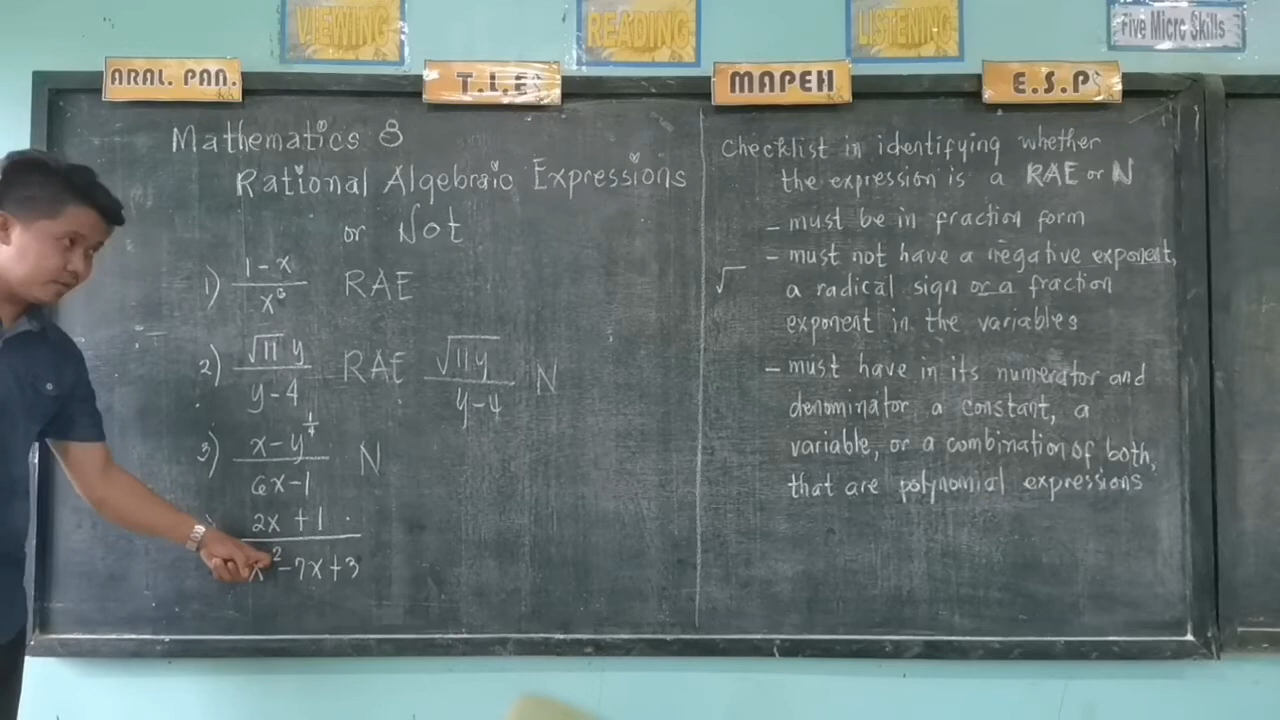 VIEWING
READING
LISTENING
Five Micro Skills
ARAL. PAN.
T.L.E
MAPEH
E.S.P
Mathematics 8
Rational Algebraic Expressions
or Not
1) 1-x / x⁸ RAE
2) √11 y / y-4 RAE √11y / y-4 N
3) x-y^¼ / 6x-1 N
2x+1 / x²-7x+3
Checklist in identifying whether
the expression is a RAE or N
- must be in fraction form
- must not have a negative exponent,
√ a radical sign or a fraction
exponent in the variables
- must have in its numerator and
denominator, a constant, a
variable, or a combination of both,
that are polynomial expressions